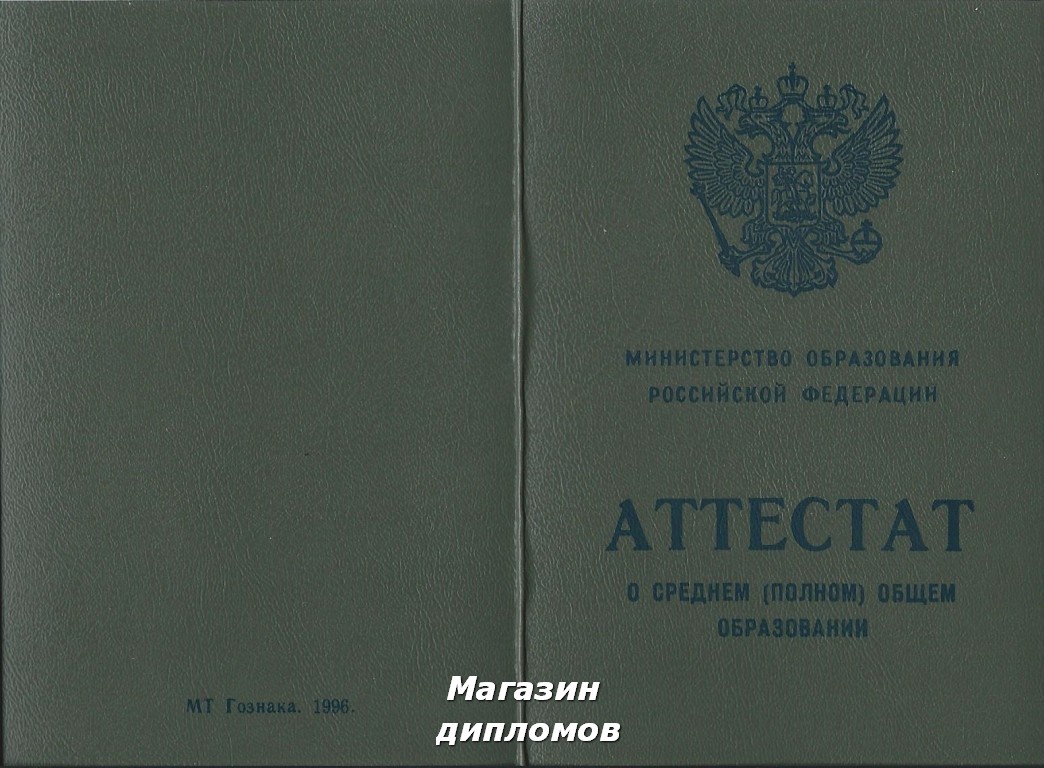 МИНИСТЕРСТВО ОБРАЗОВАНИЯ
РОССИЙСКОЙ ФЕДЕРАЦИИ
АТТЕСТАТ
О СРЕДНЕМ (ПОЛНОМ) ОБЩЕМ
ОБРАЗОВАНИИ
МТ Гознака. 1996.
Магазин
дипломов